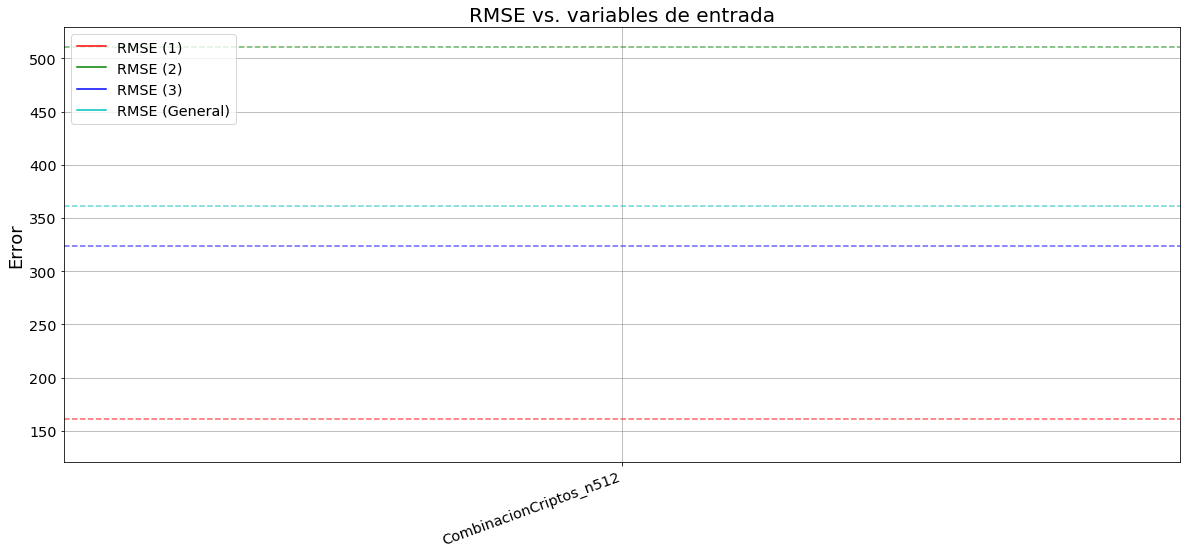 RMSE vs. variables de entrada
RMSE (1)
RMSE (2)
RMSE (3)
RMSE (General)
500
450
400
350
300
250
200
150
Error
CombinacionCriptos_n512